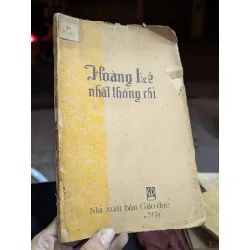 Hoàng Lê
nhất thống chí
Nhà xuất bản Giáo dục